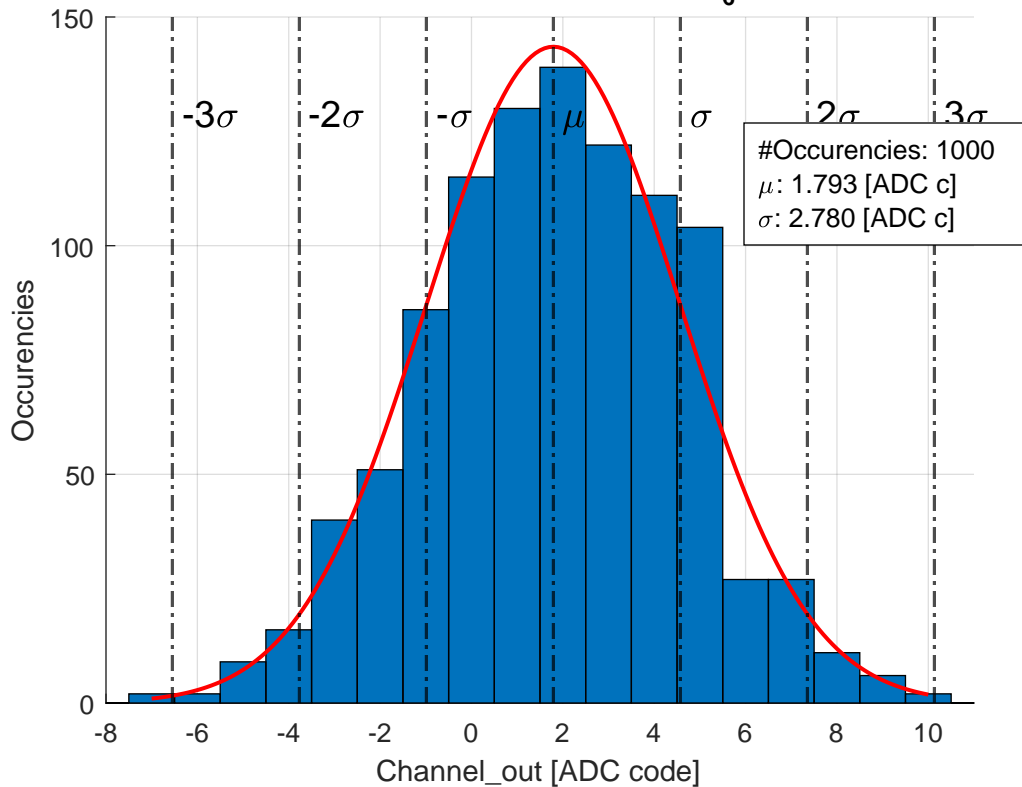 150
-3σ -2σ -σ μ σ 2σ 3σ
#Occurencies: 1000
μ: 1.793 [ADC c]
σ: 2.780 [ADC c]
100
Occurencies
50
0
-8 -6 -4 -2 0 2 4 6 8 10
Channel_out [ADC code]